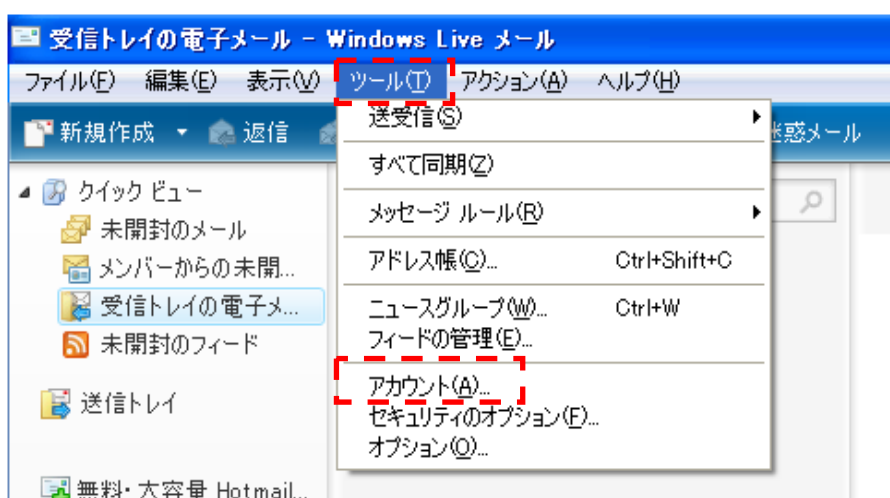 受信トレイの電子メール - Windows Live メール
ファイル(F) 編集(E) 表示(V) ツール(T) アクション(A) ヘルプ(H)
新規作成 返信 迷惑メール
送受信(S)
すべて同期(Z)
メッセージ ルール(R)
アドレス帳(C)... Ctrl+Shift+C
ニュースグループ(W)... Ctrl+W
フィードの管理(E)...
アカウント(A)...
セキュリティのオプション(F)...
オプション(O)...
クイック ビュー
未開封のメール
メンバーからの未開...
受信トレイの電子メ...
未開封のフィード
送信トレイ
無料・大容量 Hotmail...